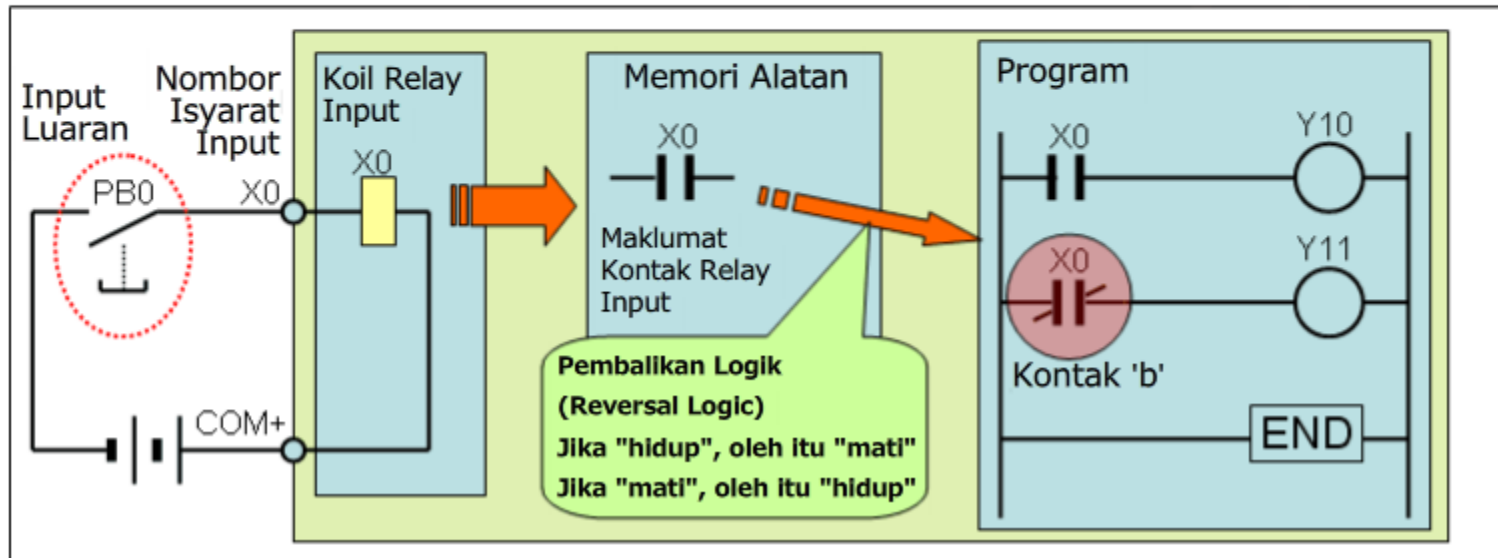 Input
Luaran
Nombor
Isyarat
Input
PB0
X0
COM+
Koil Relay
Input
X0
Memori Alatan
X0
Maklumat
Kontak Relay
Input
Pembalikan Logik
(Reversal Logic)
Jika "hidup", oleh itu "mati"
Jika "mati", oleh itu "hidup"
Program
X0
Y10
X0
Y11
Kontak 'b'
END